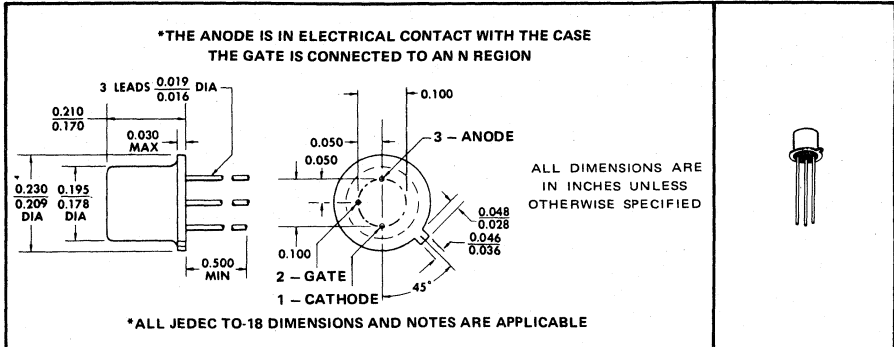 *THE ANODE IS IN ELECTRICAL CONTACT WITH THE CASE
THE GATE IS CONNECTED TO AN N REGION
3 LEADS 0.019/0.016 DIA
0.210/0.170
0.030
MAX
0.230/0.209
DIA
0.195/0.178
DIA
0.500
MIN
0.100
0.050
0.050
3 – ANODE
0.100
2 – GATE
1 – CATHODE
45°
0.048/0.028
0.046/0.036
ALL DIMENSIONS ARE
IN INCHES UNLESS
OTHERWISE SPECIFIED
*ALL JEDEC TO-18 DIMENSIONS AND NOTES ARE APPLICABLE